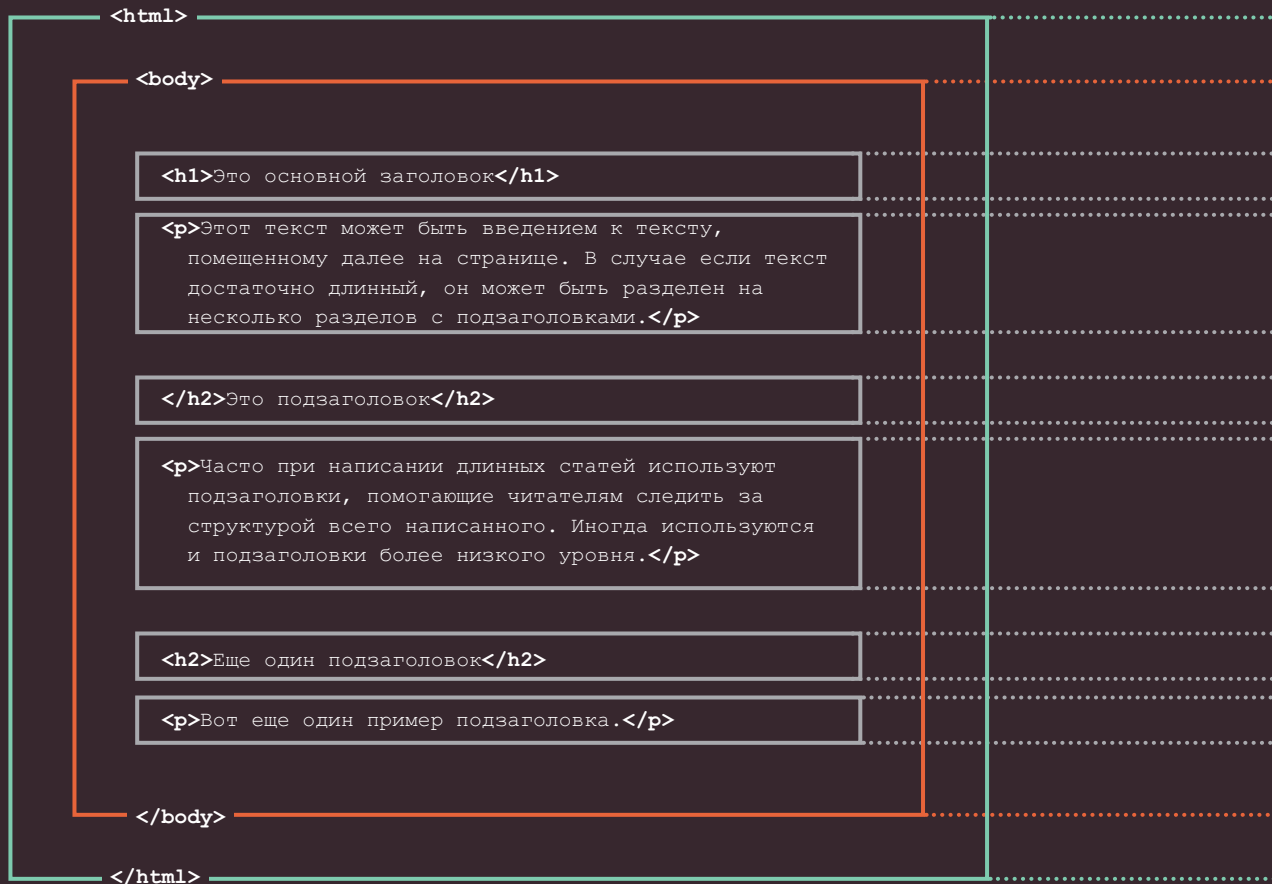 <html>
<body>
<h1>Это основной заголовок</h1>
<p>Этот текст может быть введением к тексту,
помещенному далее на странице. В случае если текст
достаточно длинный, он может быть разделен на
несколько разделов с подзаголовками.</p>
</h2>Это подзаголовок</h2>
<p>Часто при написании длинных статей используют
подзаголовки, помогающие читателям следить за
структурой всего написанного. Иногда используются
и подзаголовки более низкого уровня.</p>
<h2>Еще один подзаголовок</h2>
<p>Вот еще один пример подзаголовка.</p>
</body>
</html>